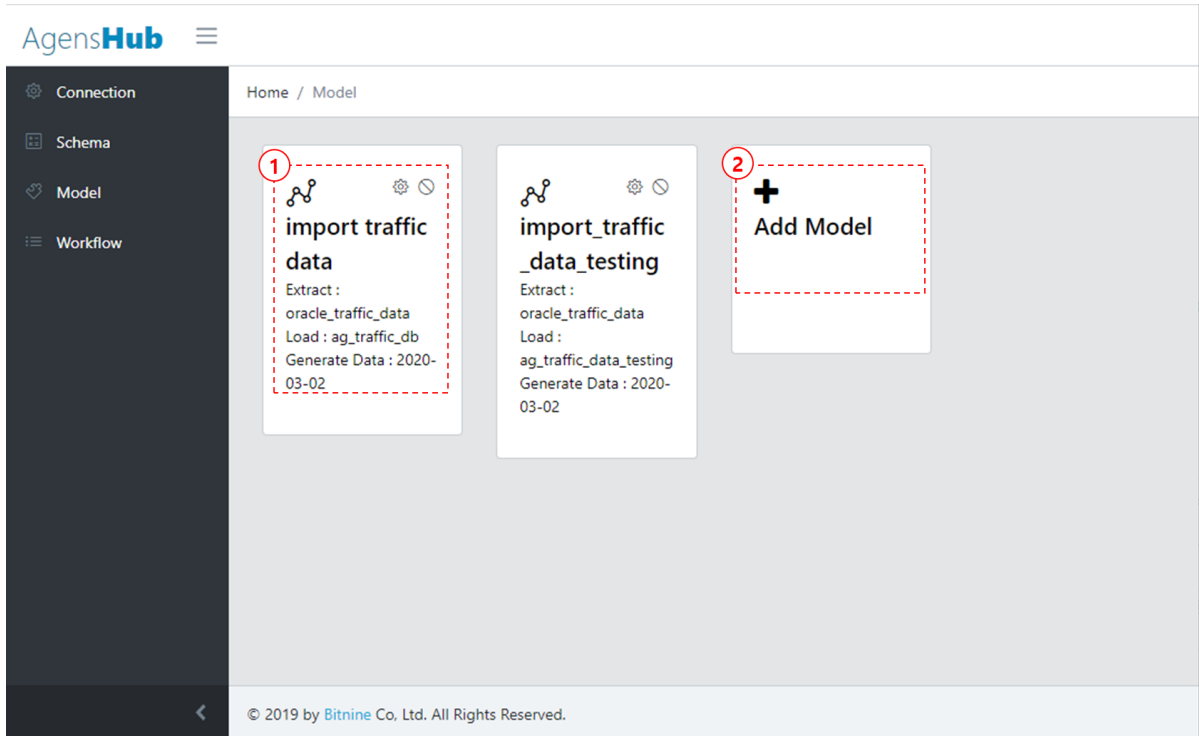 AgensHub
Connection
Schema
Model
Workflow
Home / Model
1
import traffic
data
Extract :
oracle_traffic_data
Load : ag_traffic_db
Generate Data : 2020-
03-02
import_traffic
_data_testing
Extract :
oracle_traffic_data
Load :
ag_traffic_data_testing
Generate Data : 2020-
03-02
2
Add Model
© 2019 by Bitnine Co, Ltd. All Rights Reserved.